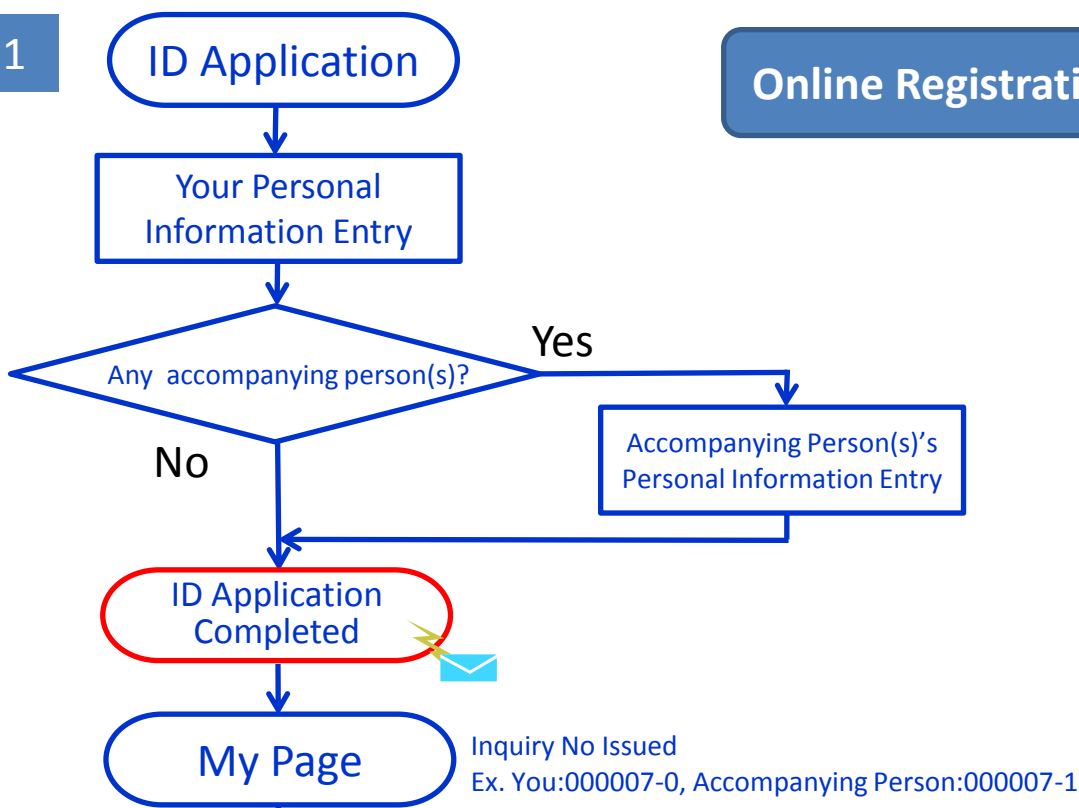 1
ID Application
Online Registrati
Your Personal
Information Entry
Any accompanying person(s)?
Yes
No
Accompanying Person(s)'s
Personal Information Entry
ID Application
Completed
My Page
Inquiry No Issued
Ex. You:000007-0, Accompanying Person:000007-1